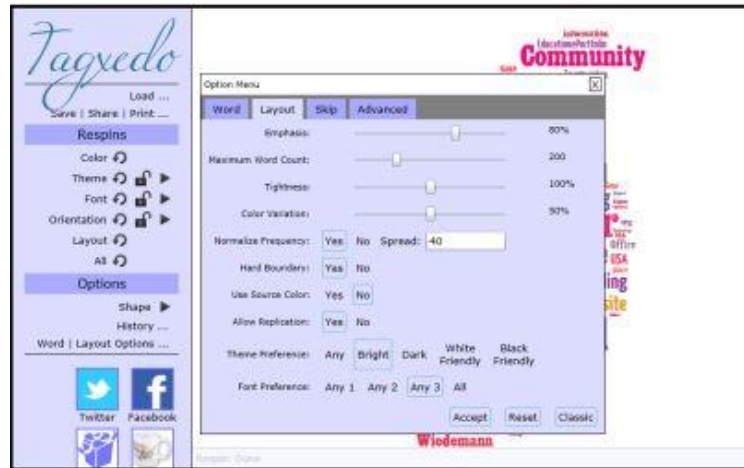 Tagxedo
Load ...
Save | Share | Print ...
Respins
Color
Theme
Font
Orientation
Layout
All
Options
Shape
History ...
Word | Layout Options ...
Twitter Facebook
Community
Option Menu
Word Layout Skip Advanced
Emphasis: 80%
Maximum Word Count: 200
Tightness: 100%
Color Variation: 90%
Normalize Frequency: Yes No Spread: 40
Hard Boundary: Yes No
Use Source Color: Yes No
Allow Replication: Yes No
Theme Preference: Any Bright Dark White Friendly Black Friendly
Font Preference: Any 1 Any 2 Any 3 All
Accept Reset Classic
Office
USA
Wiedemann